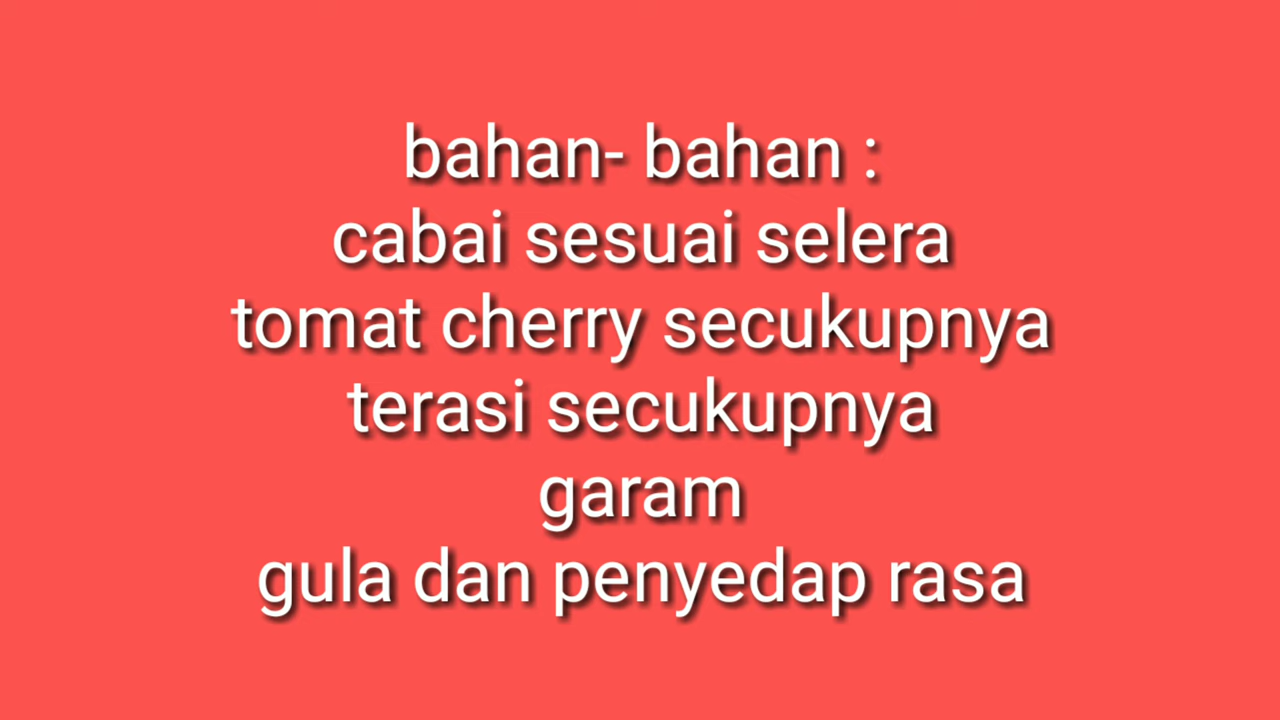 bahan- bahan :
cabai sesuai selera
tomat cherry secukupnya
terasi secukupnya
garam
gula dan penyedap rasa